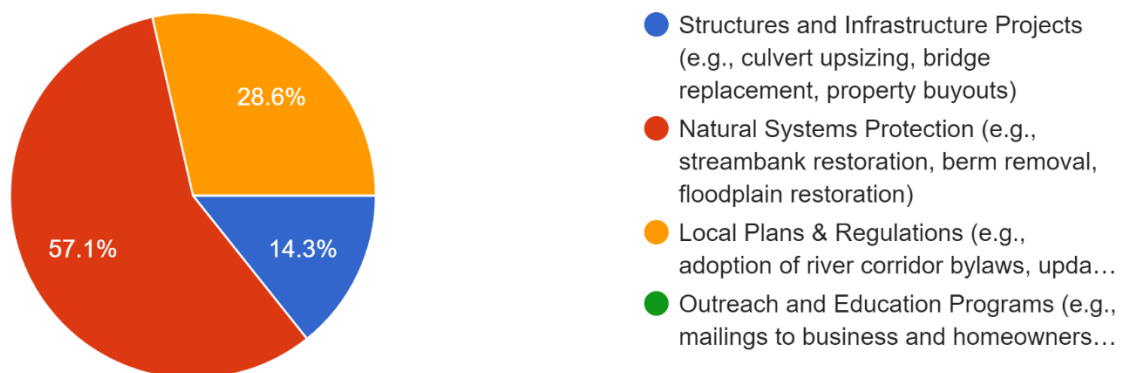 28.6%
57.1%
14.3%
Structures and Infrastructure Projects
(e.g., culvert upsizing, bridge
replacement, property buyouts)
Natural Systems Protection (e.g.,
streambank restoration, berm removal,
floodplain restoration)
Local Plans & Regulations (e.g.,
adoption of river corridor bylaws, upda…
Outreach and Education Programs (e.g.,
mailings to business and homeowners…